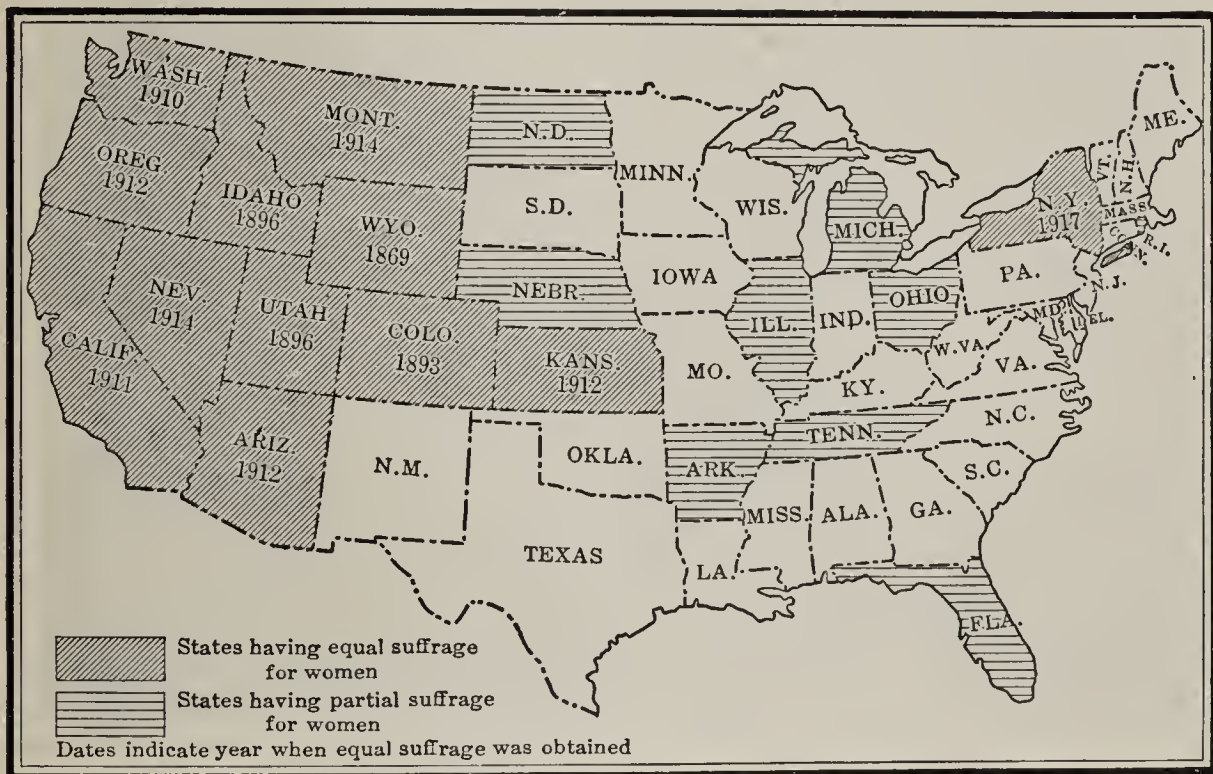 WASH.
1910
MONT.
1914
N.D.
MINN.
ME.
OREG.
1912
IDAHO
1896
WYO.
1869
S.D.
WIS.
MICH.
VT.
N.H.
N.Y.
1917
MASS.
R.I.
NEV.
1914
UTAH
1896
COLO.
1893
NEBR.
IOWA
ILL.
IND.
OHIO
PA.
N.J.
MD.
DEL.
W.VA.
VA.
CALIF.
1911
KANS.
1912
MO.
KY.
N.C.
ARIZ.
1912
N.M.
OKLA.
ARK.
TENN.
S.C.
TEXAS
LA.
MISS.
ALA.
GA.
FLA.
States having equal suffrage
for women
States having partial suffrage
for women
Dates indicate year when equal suffrage was obtained